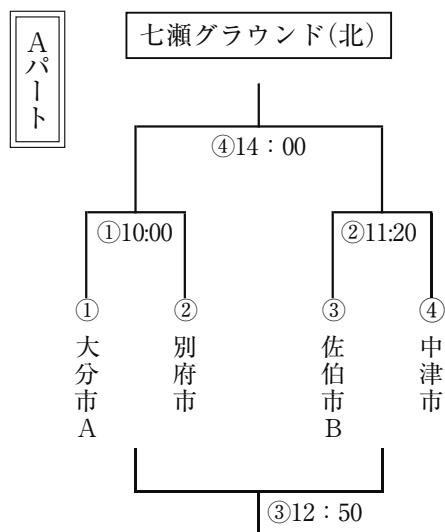 Aパート
七瀬グラウンド(北)
④14：00
①10:00
②11:20
①
②
③
④
大分市A
別府市
佐伯市B
中津市
③12：50